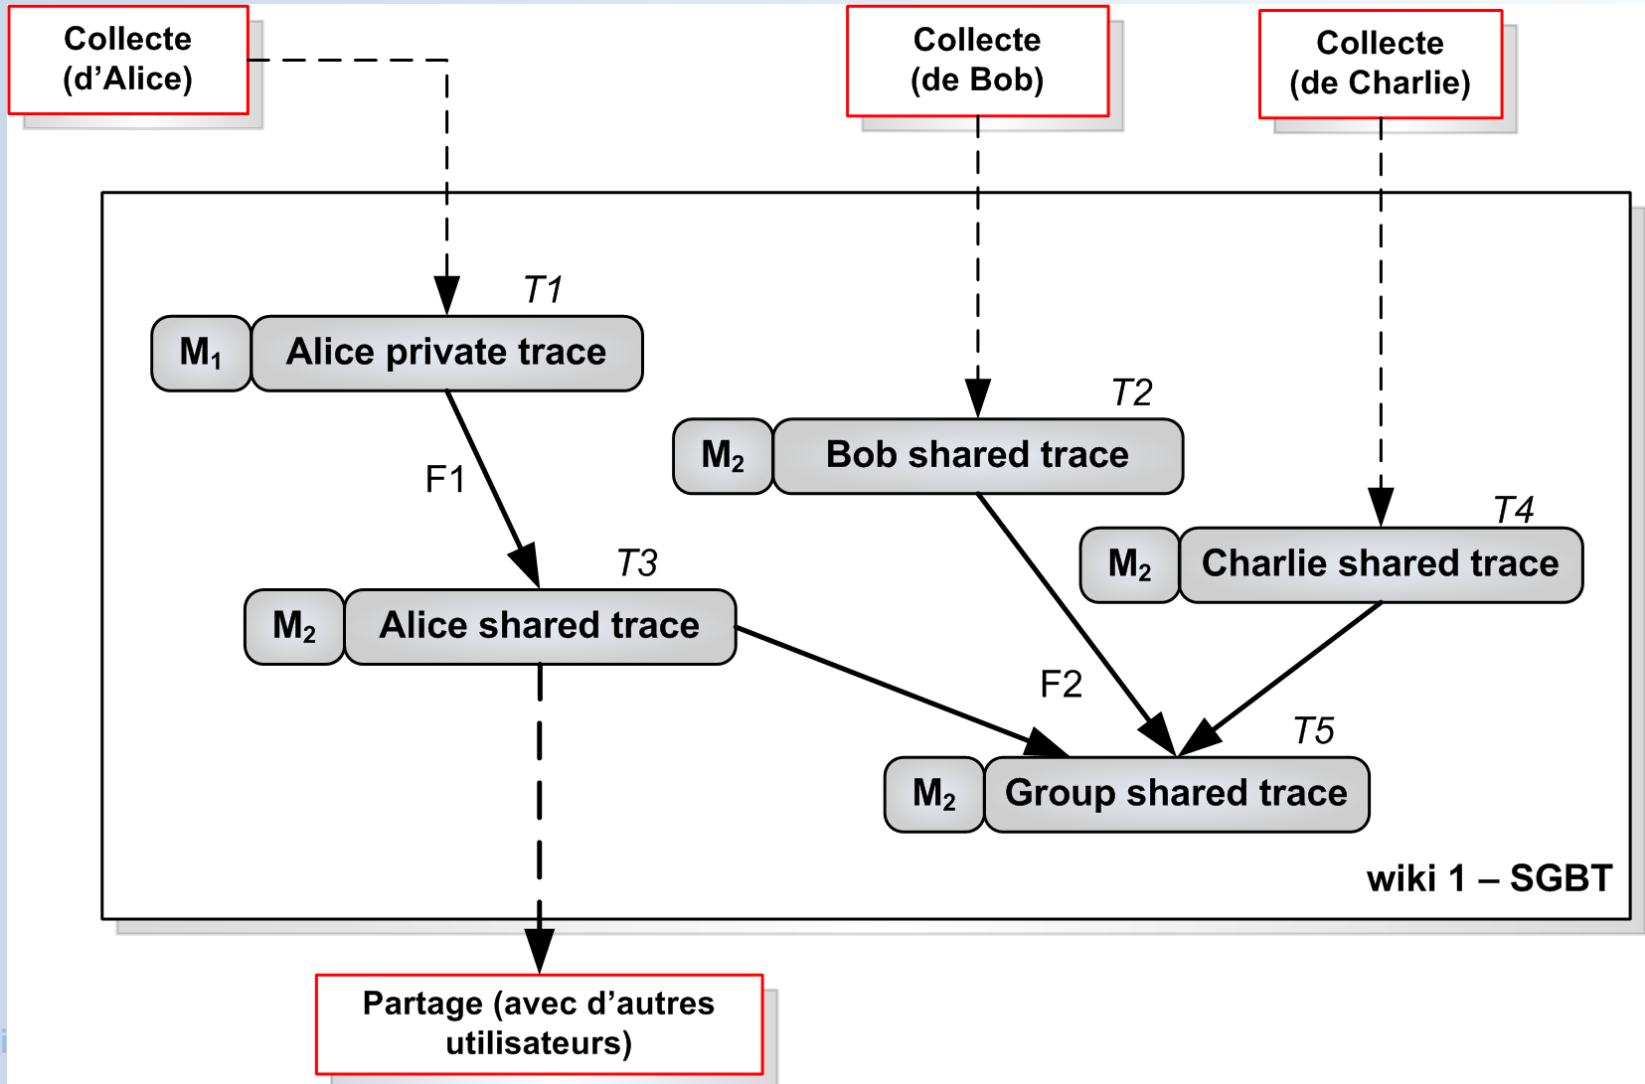 Collecte
(d'Alice)
Collecte
(de Bob)
Collecte
(de Charlie)
T1
M₁ Alice private trace
T2
M₂ Bob shared trace
F1
T4
M₂ Charlie shared trace
T3
M₂ Alice shared trace
F2
T5
M₂ Group shared trace
wiki 1 – SGBT
Partage (avec d'autres
utilisateurs)